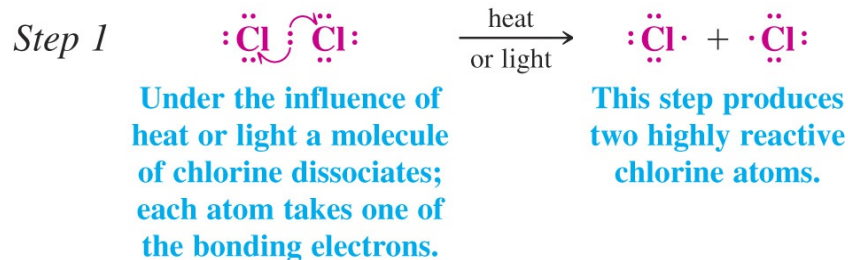 Step 1 :Cl : Cl: heat or light :Cl· + ·Cl:
Under the influence of
heat or light a molecule
of chlorine dissociates;
each atom takes one of
the bonding electrons.
This step produces
two highly reactive
chlorine atoms.